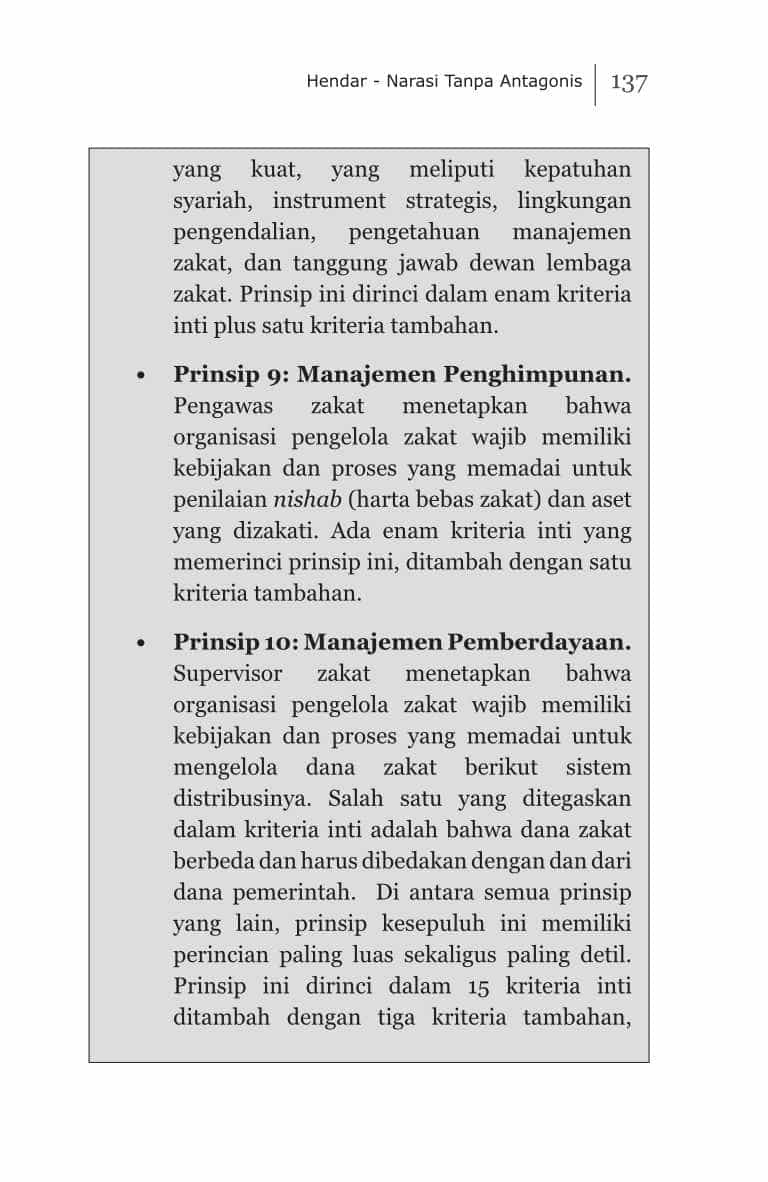 Hendar - Narasi Tanpa Antagonis 137
yang kuat, yang meliputi kepatuhan
syariah, instrument strategis, lingkungan
pengendalian, pengetahuan manajemen
zakat, dan tanggung jawab dewan lembaga
zakat. Prinsip ini dirinci dalam enam kriteria
inti plus satu kriteria tambahan.
• Prinsip 9: Manajemen Penghimpunan.
Pengawas zakat menetapkan bahwa
organisasi pengelola zakat wajib memiliki
kebijakan dan proses yang memadai untuk
penilaian nishab (harta bebas zakat) dan aset
yang dizakati. Ada enam kriteria inti yang
memerinci prinsip ini, ditambah dengan satu
kriteria tambahan.
• Prinsip 10: Manajemen Pemberdayaan.
Supervisor zakat menetapkan bahwa
organisasi pengelola zakat wajib memiliki
kebijakan dan proses yang memadai untuk
mengelola dana zakat berikut sistem
distribusinya. Salah satu yang ditegaskan
dalam kriteria inti adalah bahwa dana zakat
berbeda dan harus dibedakan dengan dan dari
dana pemerintah. Di antara semua prinsip
yang lain, prinsip kesepuluh ini memiliki
perincian paling luas sekaligus paling detil.
Prinsip ini dirinci dalam 15 kriteria inti
ditambah dengan tiga kriteria tambahan,